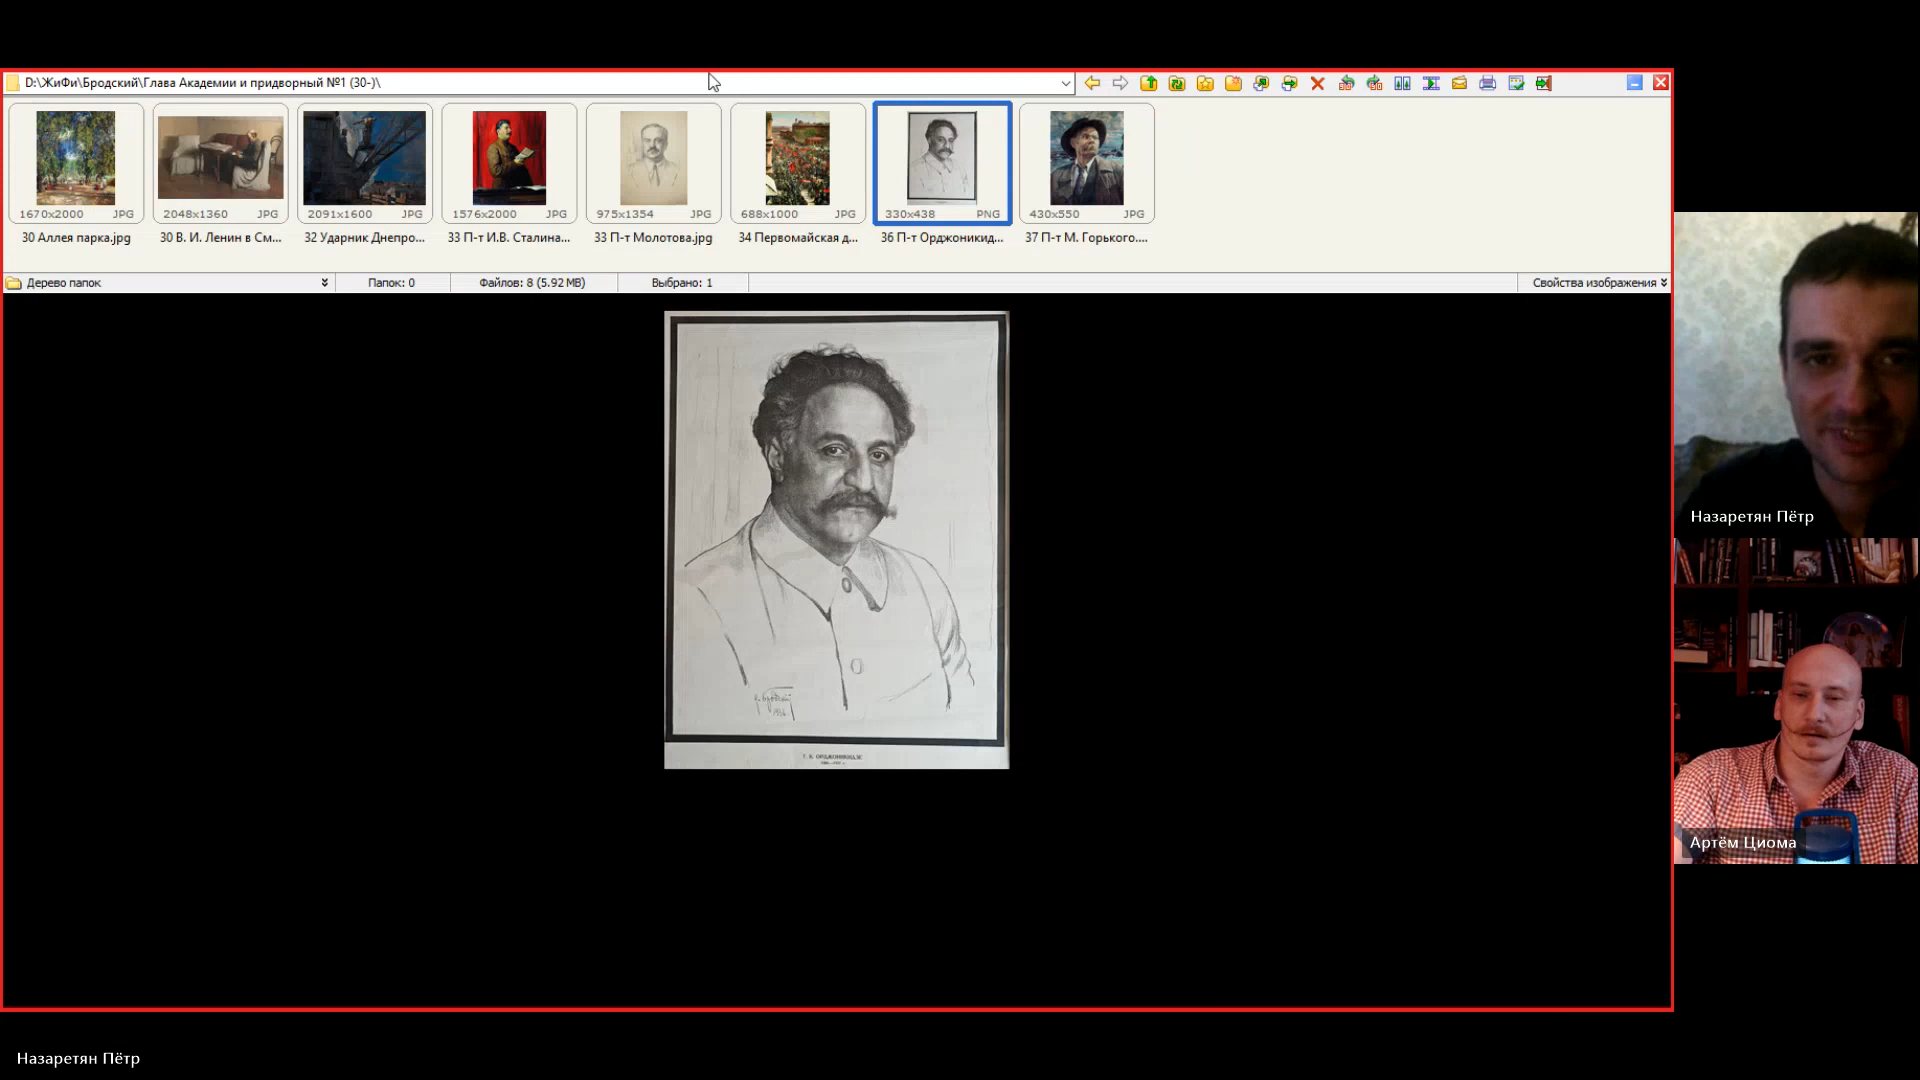 D:\ЖиФи\Бродский\Глава Академии и придворный №1 (30-)\
1670x2000 JPG
2048x1360 JPG
2091x1600 JPG
1576x2000 JPG
975x1354 JPG
688x1000 JPG
330x438 PNG
430x550 JPG
30 Аллея парка.jpg
30 В. И. Ленин в См...
32 Ударник Днепро...
33 П-т И.В. Сталина...
33 П-т Молотова.jpg
34 Первомайская д...
36 П-т Орджоникид...
37 П-т М. Горького....
Дерево папок
Папок: 0
Файлов: 8 (5.92 MB)
Выбрано: 1
Свойства изображения
Г. К. ОРДЖОНИКИДЗЕ
Назаретян Пётр
Артём Циома
Назаретян Пётр